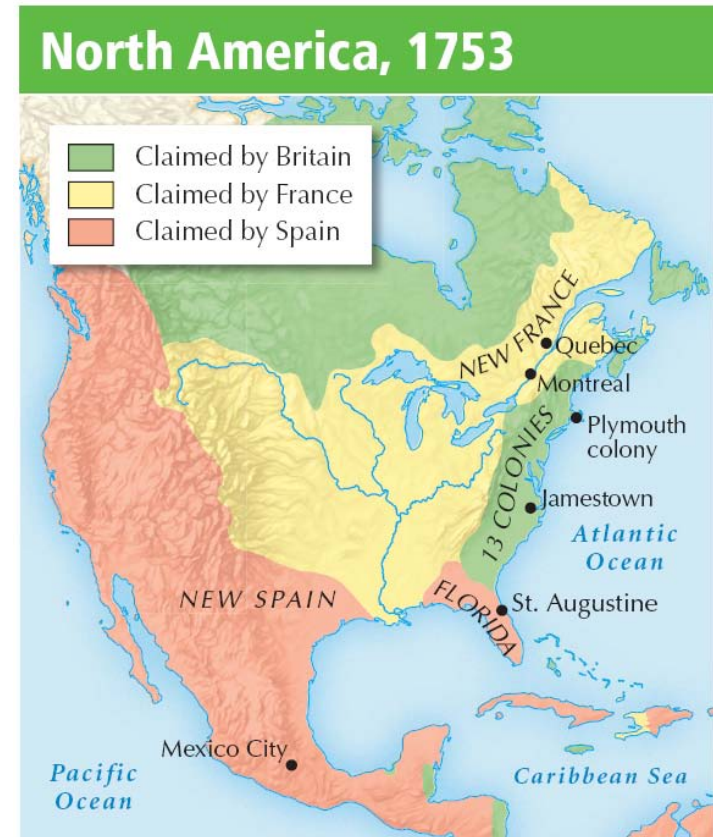 North America, 1753
Claimed by Britain
Claimed by France
Claimed by Spain
NEW FRANCE
Quebec
Montreal
13 COLONIES
Plymouth
colony
Jamestown
Atlantic
Ocean
NEW SPAIN
FLORIDA
St. Augustine
Mexico City
Pacific
Ocean
Caribbean Sea